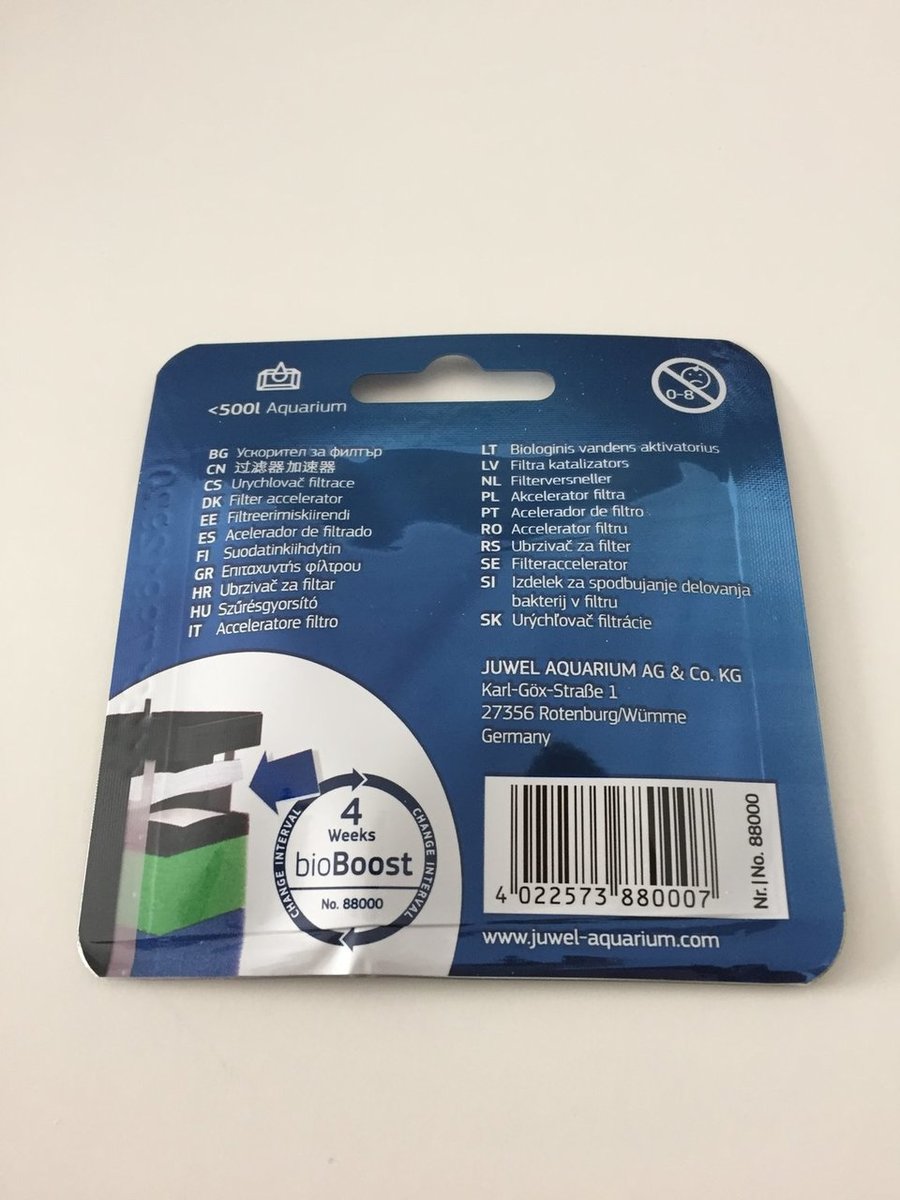 <500l Aquarium
0-8
BG Ускорител за филтър
CN 过滤器加速器
CS Urychlovač filtrace
DK Filter accelerator
EE Filtreerimiskiirendi
ES Acelerador de filtrado
FI Suodatinkiihdytin
GR Επιταχυντής φίλτρου
HR Ubrzivač za filtar
HU Szűrésgyorsító
IT Acceleratore filtro
LT Biologinis vandens aktivatorius
LV Filtra katalizators
NL Filterversneller
PL Akcelerator filtra
PT Acelerador de filtro
RO Accelerator filtru
RS Ubrzivač za filter
SE Filteraccelerator
SI Izdelek za spodbujanje delovanja
bakterij v filtru
SK Urýchľovač filtrácie
JUWEL AQUARIUM AG & Co. KG
Karl-Göx-Straße 1
27356 Rotenburg/Wümme
Germany
CHANGE INTERVAL
4
Weeks
bioBoost
No. 88000
CHANGE INTERVAL
4 022573 880007
Nr.|No. 88000
www.juwel-aquarium.com